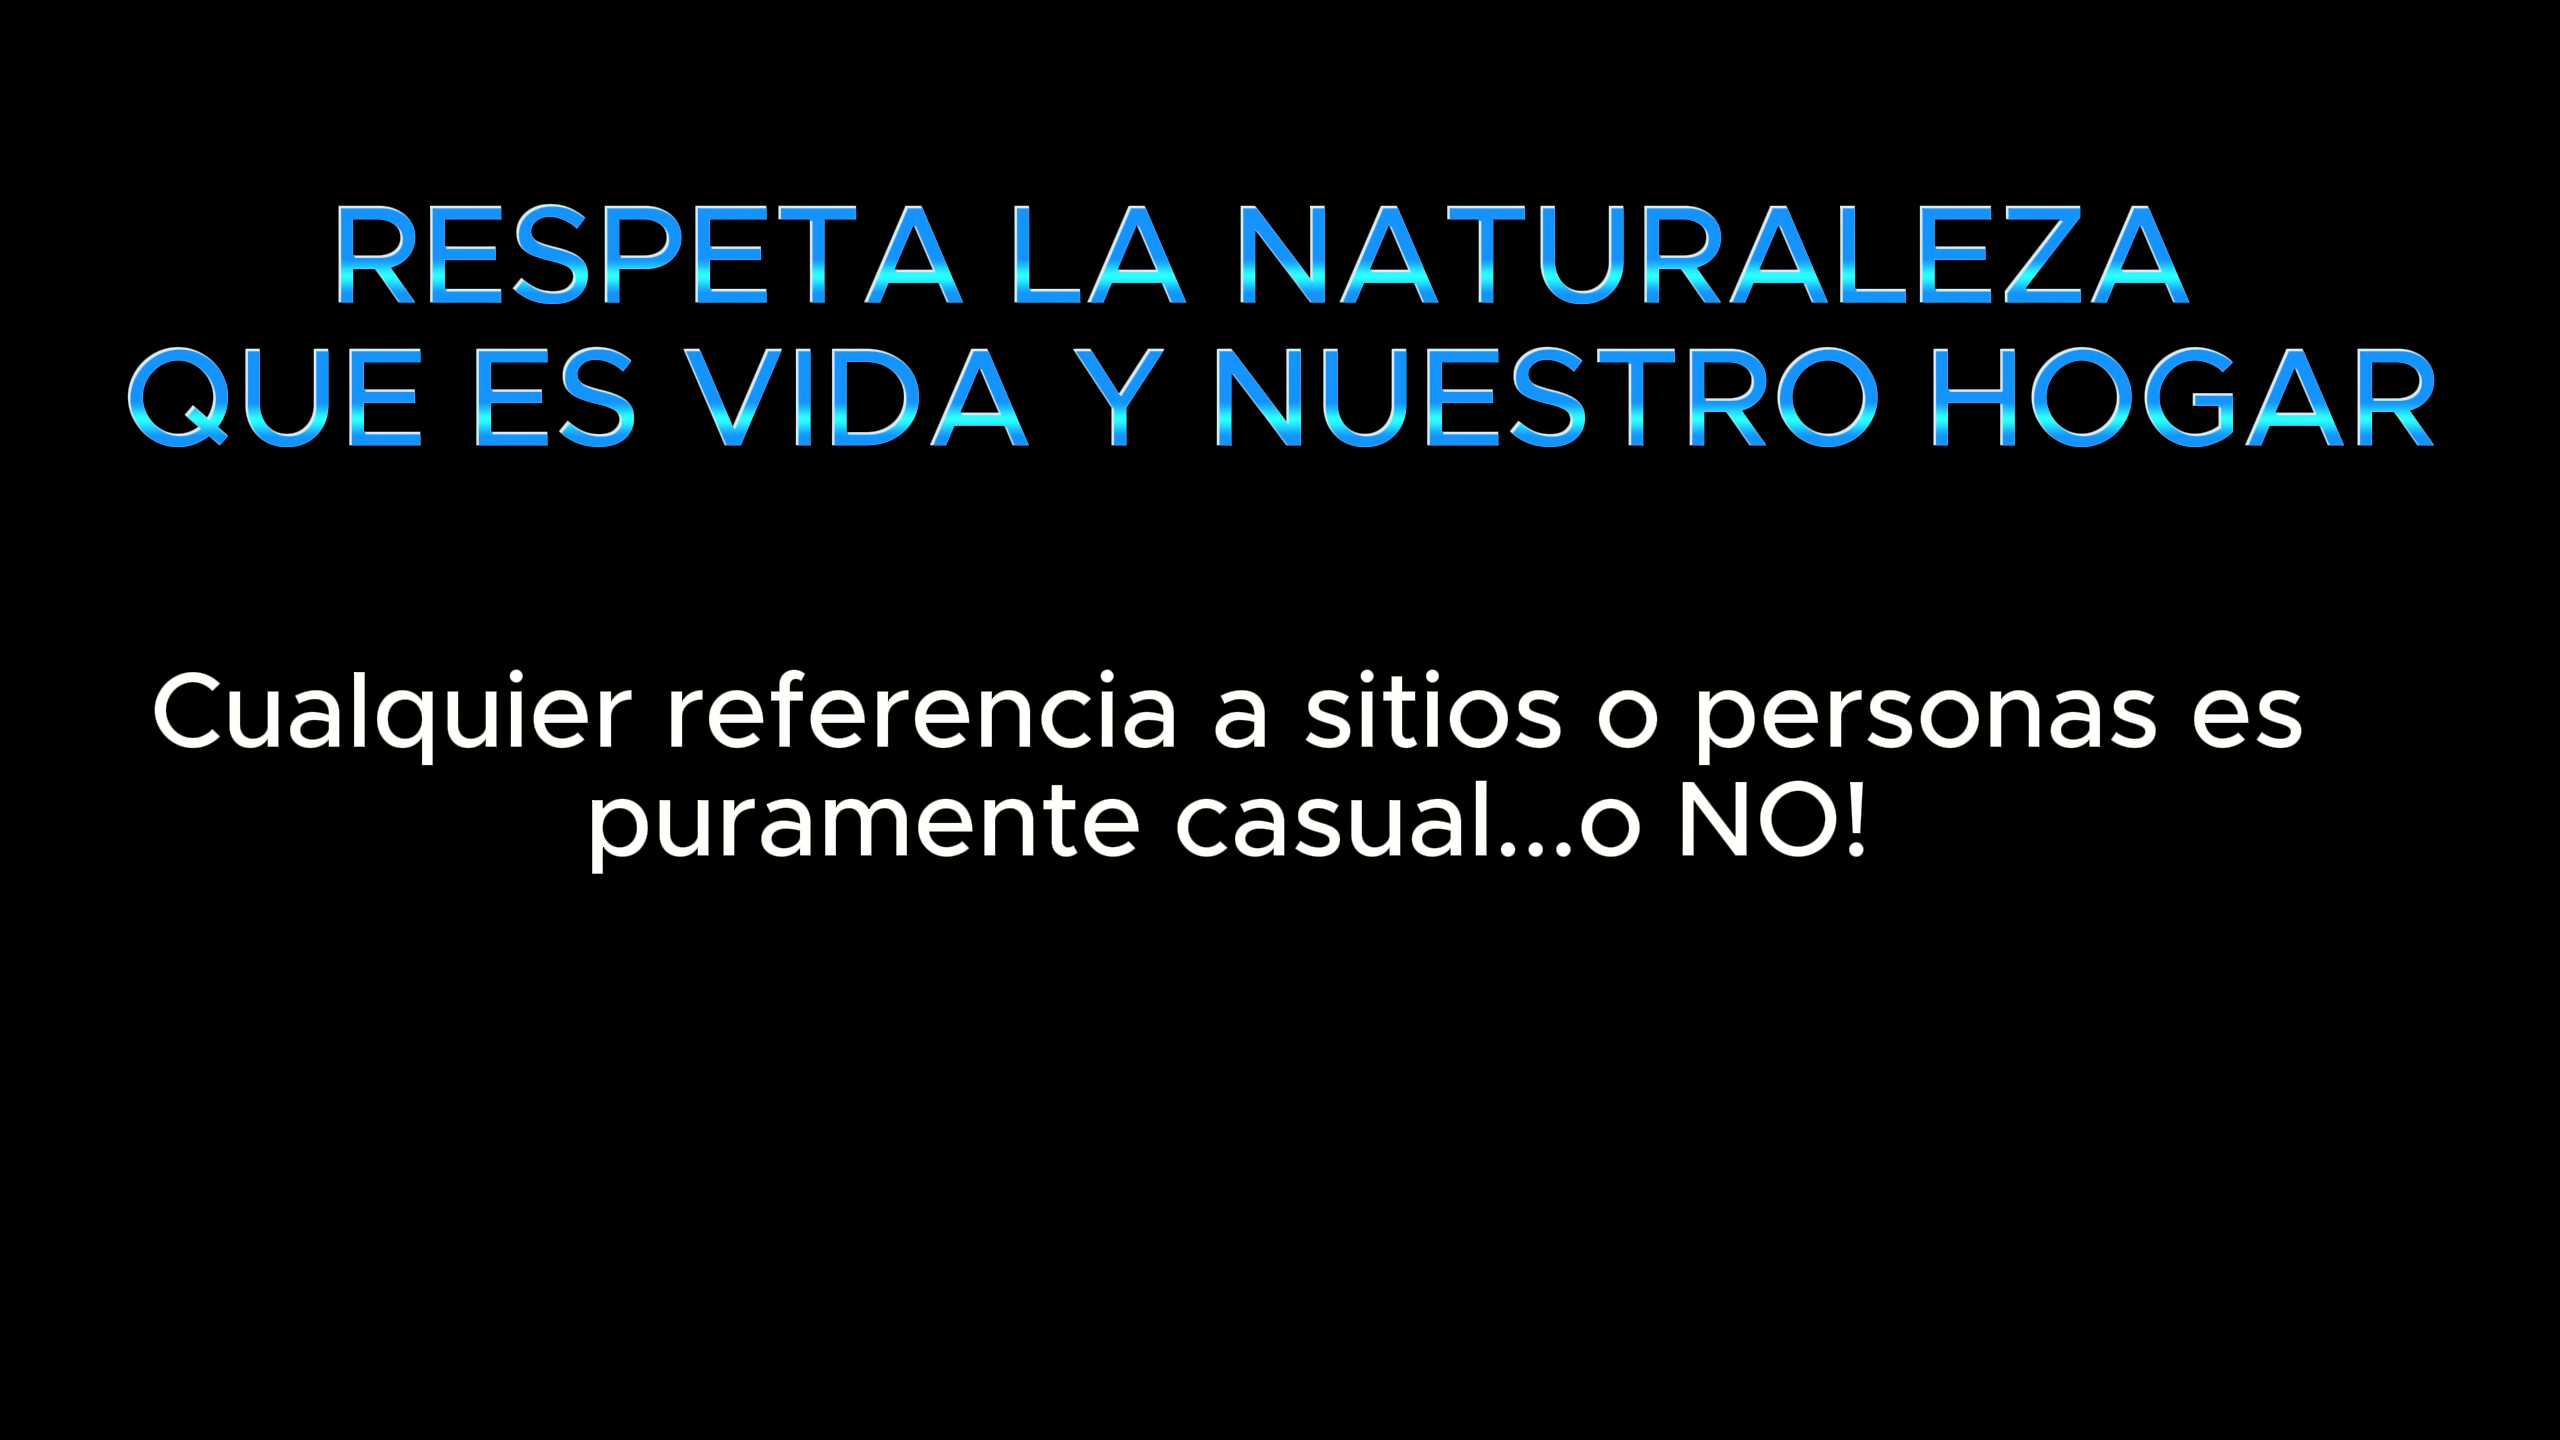 RESPETA LA NATURALEZA
QUE ES VIDA Y NUESTRO HOGAR
Cualquier referencia a sitios o personas es
puramente casual...o NO!